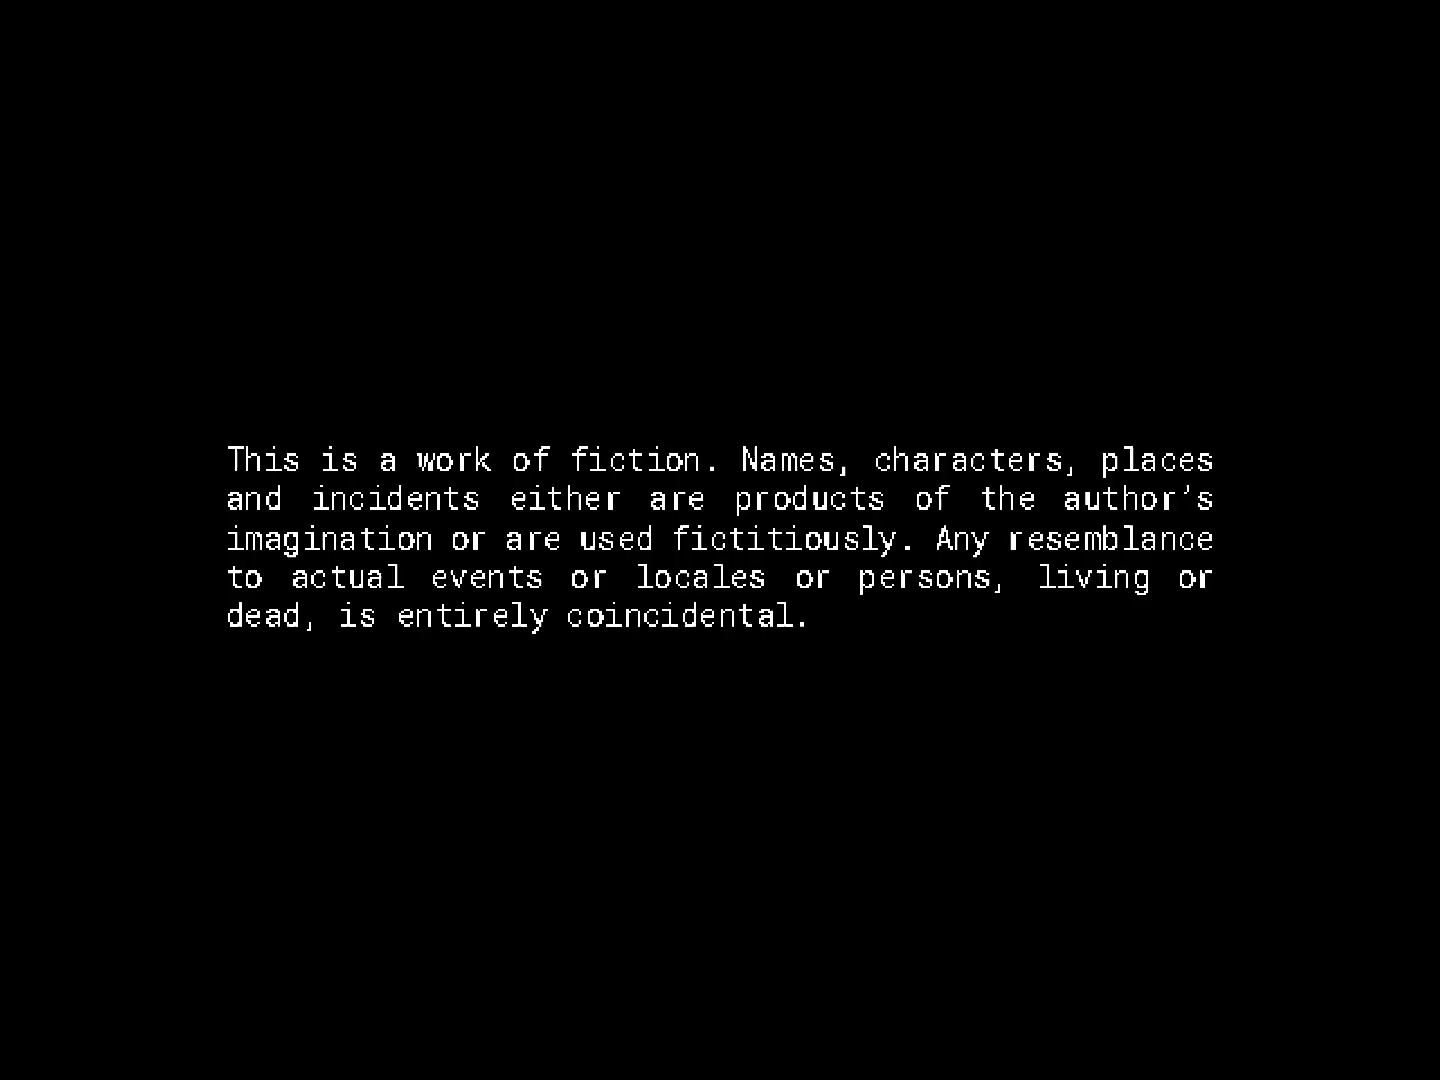 This is a work of fiction. Names, characters, places
and incidents either are products of the author's
imagination or are used fictitiously. Any resemblance
to actual events or locales or persons, living or
dead, is entirely coincidental.